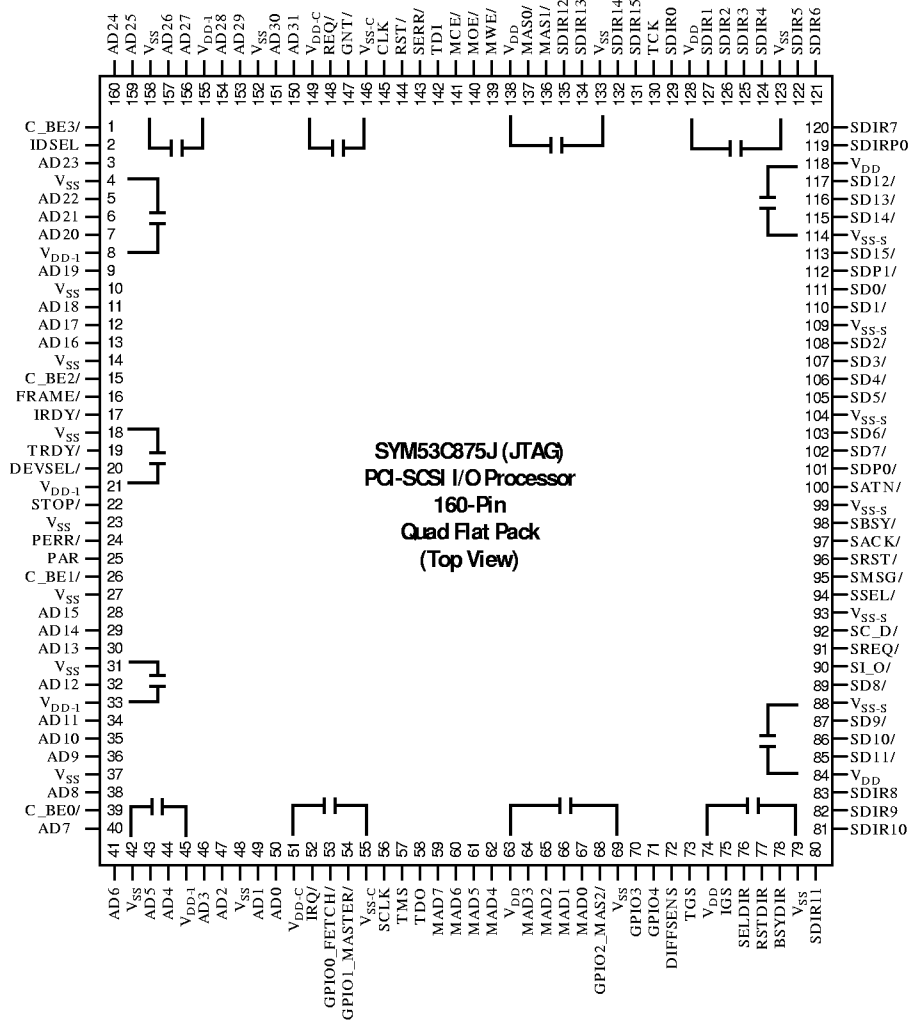 AD24 160
AD25 159
VSS 158
AD26 157
AD27 156
VDD-I 155
AD28 154
AD29 153
VSS 152
AD30 151
AD31 150
VDD-C 149
REQ/ 148
GNT/ 147
VSS-C 146
CLK 145
RST/ 144
SERR/ 143
TDI 142
MCE/ 141
MOE/ 140
MWE/ 139
VDD 138
MAS0/ 137
MAS1/ 136
SDIR12 135
SDIR13 134
VSS 133
SDIR14 132
SDIR15 131
TCK 130
SDIR0 129
VDD 128
SDIR1 127
SDIR2 126
SDIR3 125
SDIR4 124
VSS 123
SDIR5 122
SDIR6 121
C_BE3/ 1
IDSEL 2
AD23 3
VSS 4
AD22 5
AD21 6
AD20 7
VDD-I 8
AD19 9
VSS 10
AD18 11
AD17 12
AD16 13
VSS 14
C_BE2/ 15
FRAME/ 16
IRDY/ 17
VSS 18
TRDY/ 19
DEVSEL/ 20
VDD-I 21
STOP/ 22
VSS 23
PERR/ 24
PAR 25
C_BE1/ 26
VSS 27
AD15 28
AD14 29
AD13 30
VSS 31
AD12 32
VDD-I 33
AD11 34
AD10 35
AD9 36
VSS 37
AD8 38
C_BE0/ 39
AD7 40
SYM53C875J (JTAG)
PCI-SCSI I/O Processor
160-Pin
Quad Flat Pack
(Top View)
120 SDIR7
119 SDIRP0
118 VDD
117 SD12/
116 SD13/
115 SD14/
114 VSS-S
113 SD15/
112 SDP1/
111 SD0/
110 SD1/
109 VSS-S
108 SD2/
107 SD3/
106 SD4/
105 SD5/
104 VSS-S
103 SD6/
102 SD7/
101 SDP0/
100 SATN/
99 VSS-S
98 SBSY/
97 SACK/
96 SRST/
95 SMSG/
94 SSEL/
93 VSS-S
92 SC_D/
91 SREQ/
90 SI_O/
89 SD8/
88 VSS-S
87 SD9/
86 SD10/
85 SD11/
84 VDD
83 SDIR8
82 SDIR9
81 SDIR10
41 AD6
42 VSS
43 AD5
44 AD4
45 VDD-I
46 AD3
47 AD2
48 VSS
49 AD1
50 AD0
51 VDD-C
52 IRQ/
53 GPIO0_FETCH/
54 GPIO1_MASTER/
55 VSS-C
56 SCLK
57 TMS
58 TDO
59 MAD7
60 MAD6
61 MAD5
62 MAD4
63 VDD
64 MAD3
65 MAD2
66 MAD1
67 MAD0
68 GPIO2_MAS2/
69 VSS
70 GPIO3
71 GPIO4
72 DIFFSENS
73 TGS
74 VDD
75 IGS
76 SELDIR
77 RSTDIR
78 BSYDIR
79 VSS
80 SDIR11